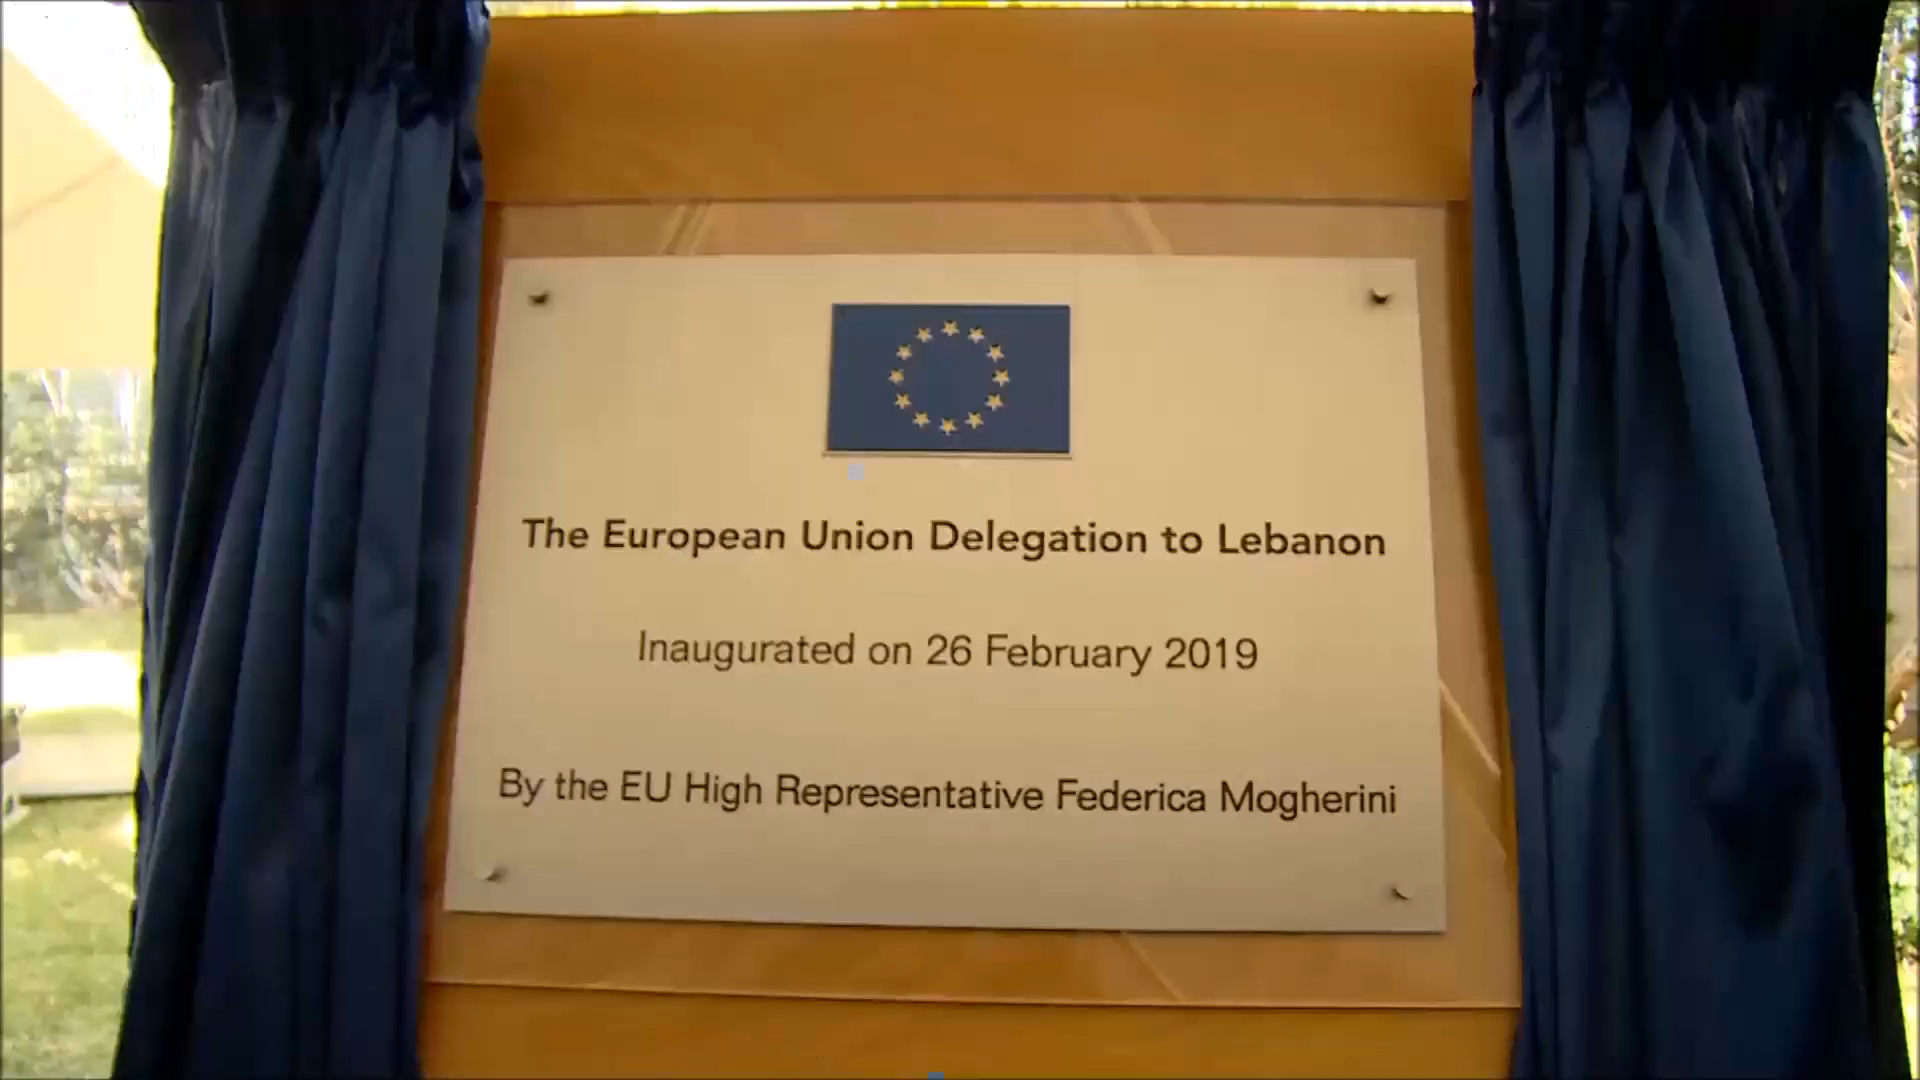 The European Union Delegation to Lebanon
Inaugurated on 26 February 2019
By the EU High Representative Federica Mogherini